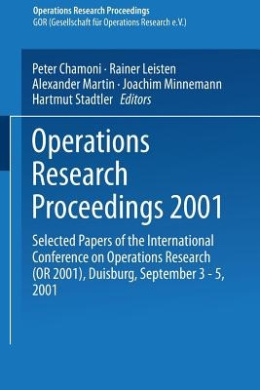 Operations Research Proceedings
GOR (Gesellschaft für Operations Research e.V.)
Peter Chamoni · Rainer Leisten
Alexander Martin · Joachim Minnemann
Hartmut Stadtler Editors
Operations
Research
Proceedings 2001
Selected Papers of the International
Conference on Operations Research
(OR 2001), Duisburg, September 3 - 5,
2001